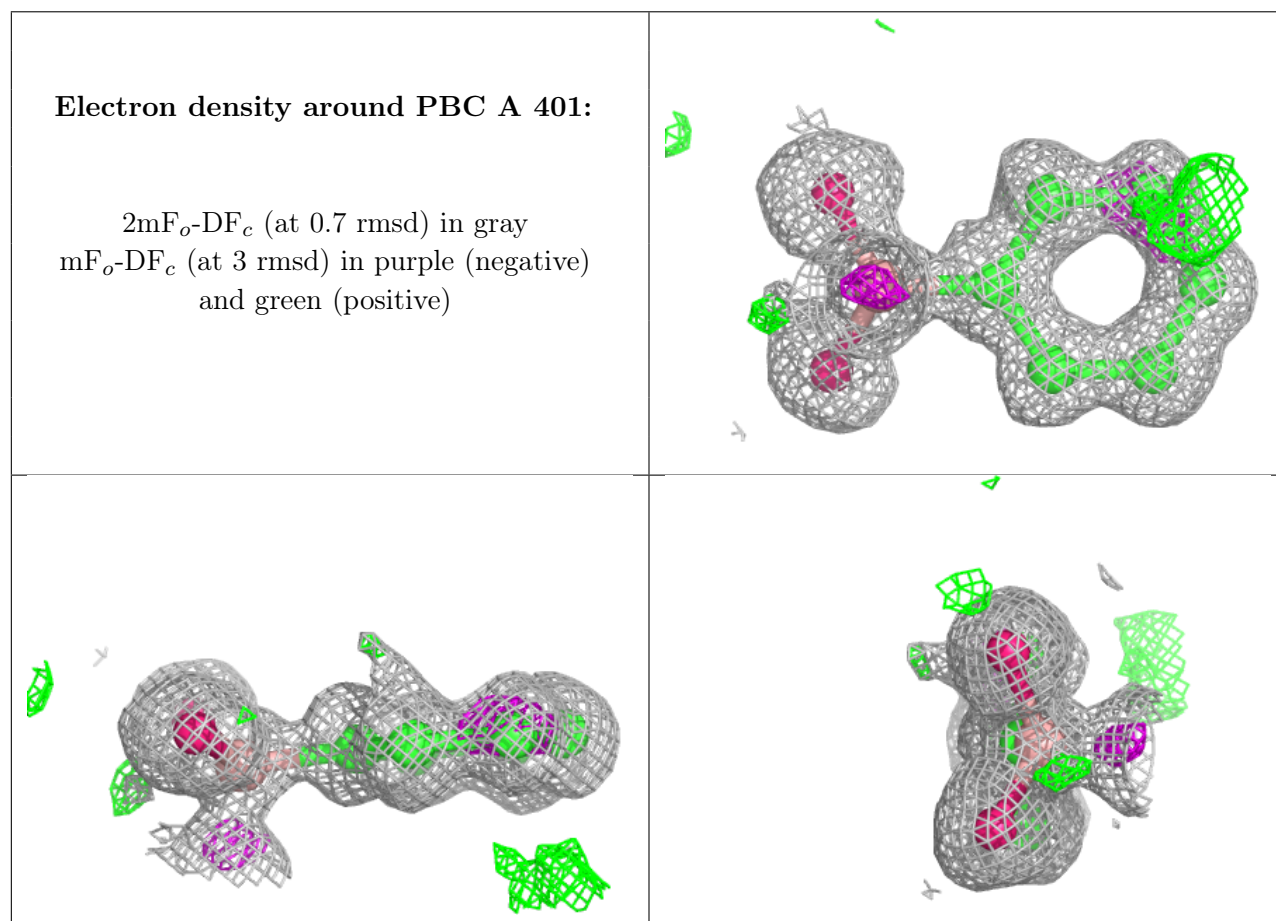 Electron density around PBC A 401:
2mFo-DFc (at 0.7 rmsd) in gray
mFo-DFc (at 3 rmsd) in purple (negative)
and green (positive)